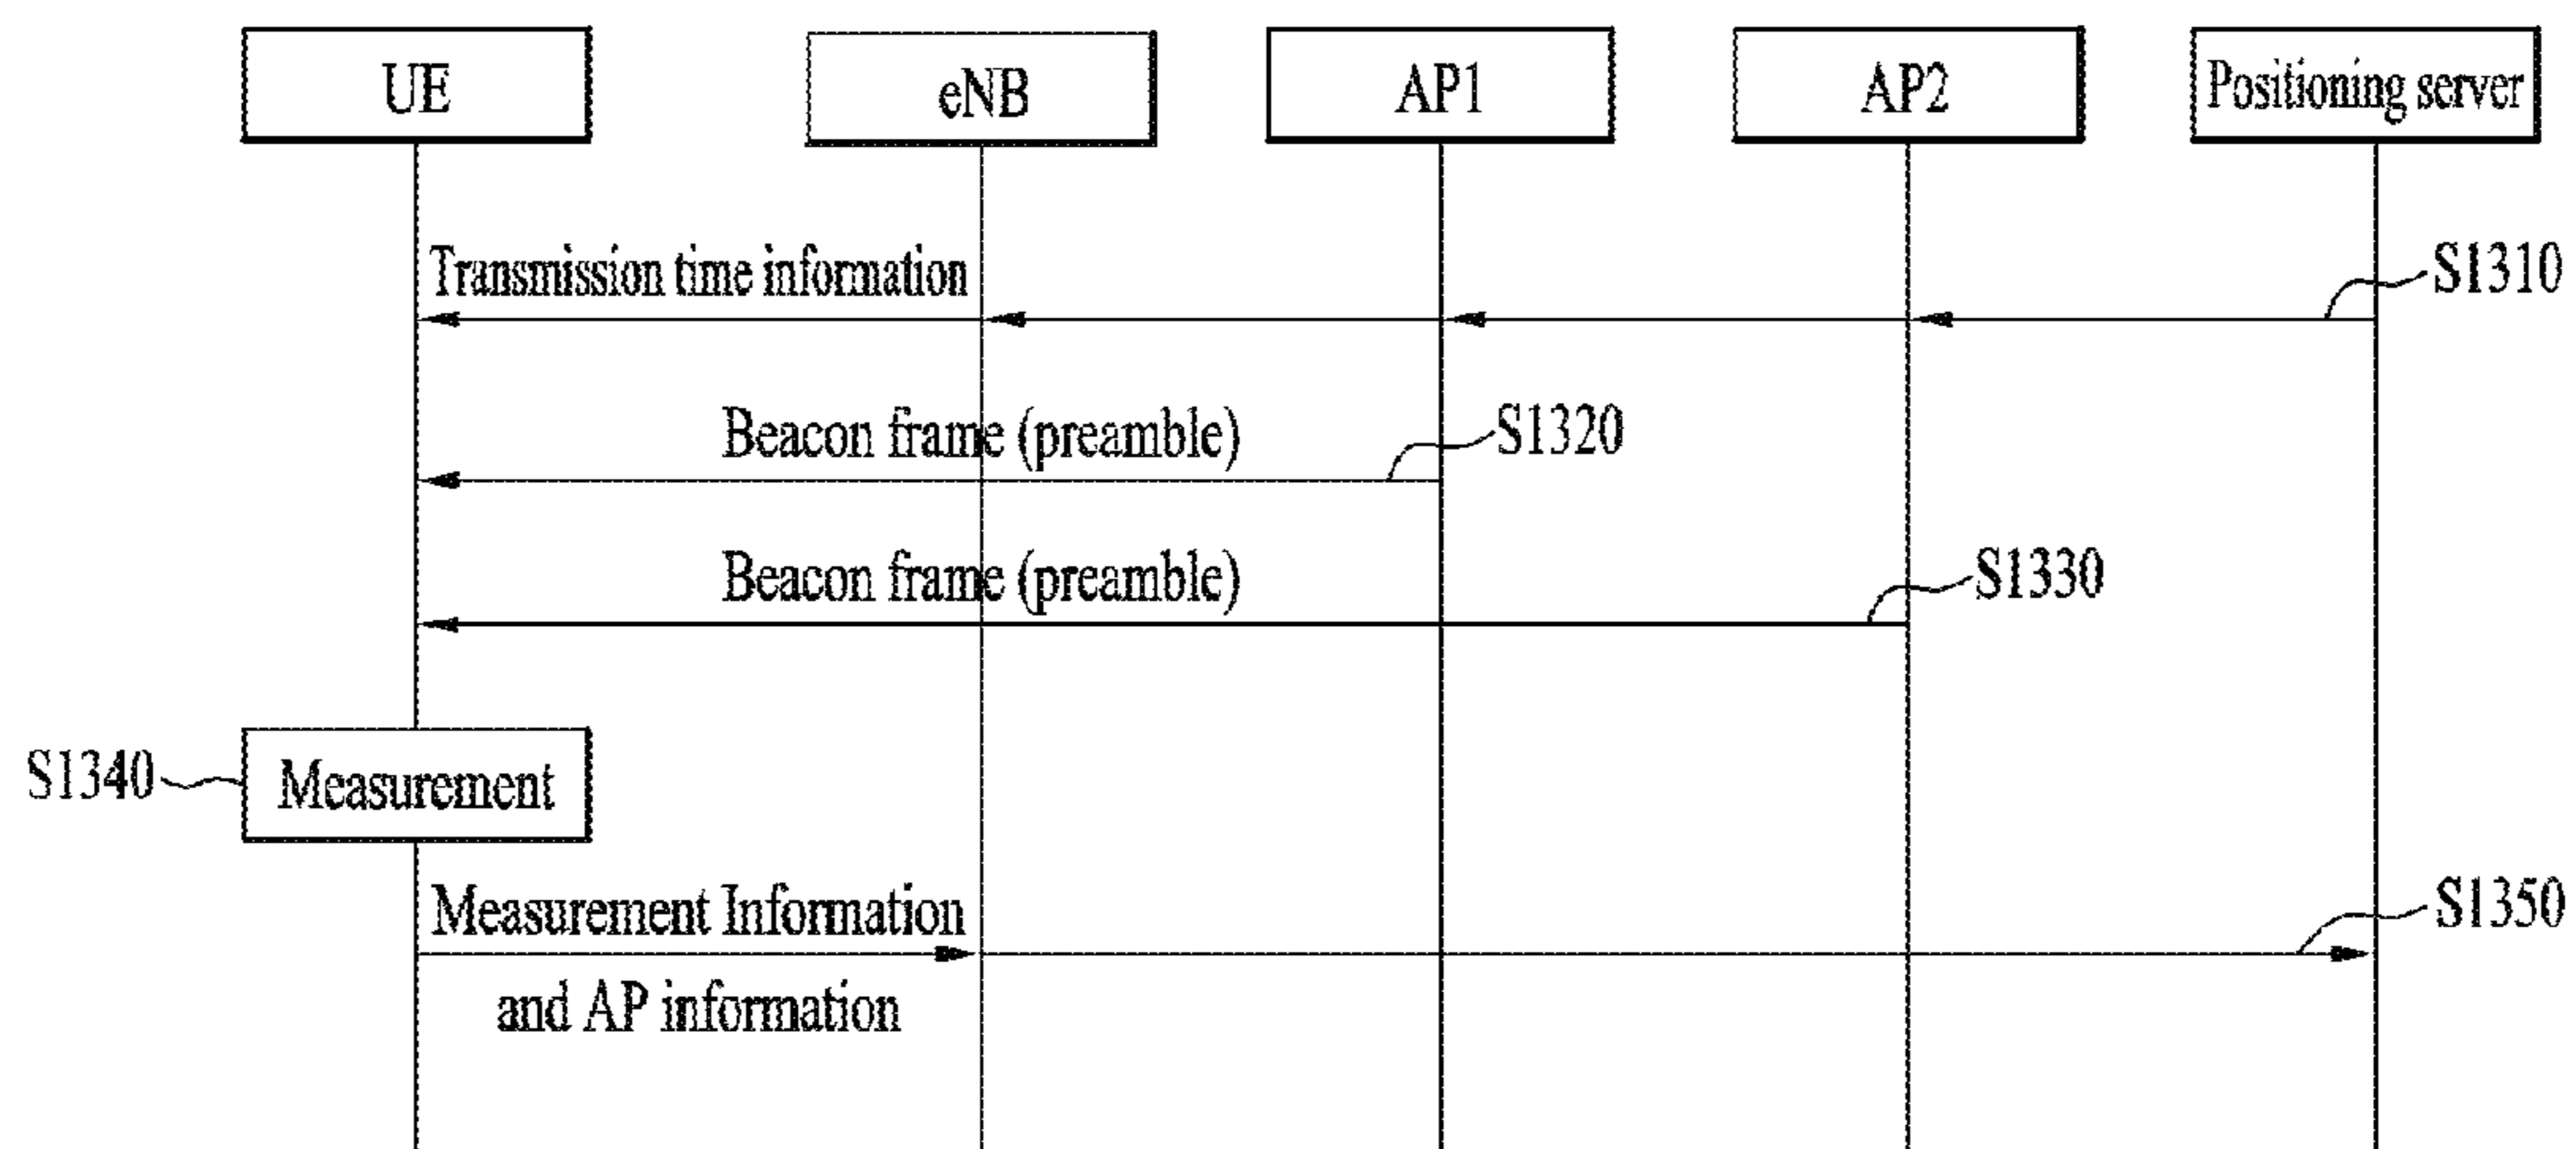 UE
eNB
AP1
AP2
Positioning server
Transmission time information
S1310
Beacon frame (preamble)
S1320
Beacon frame (preamble)
S1330
S1340
Measurement
Measurement Information
and AP information
S1350